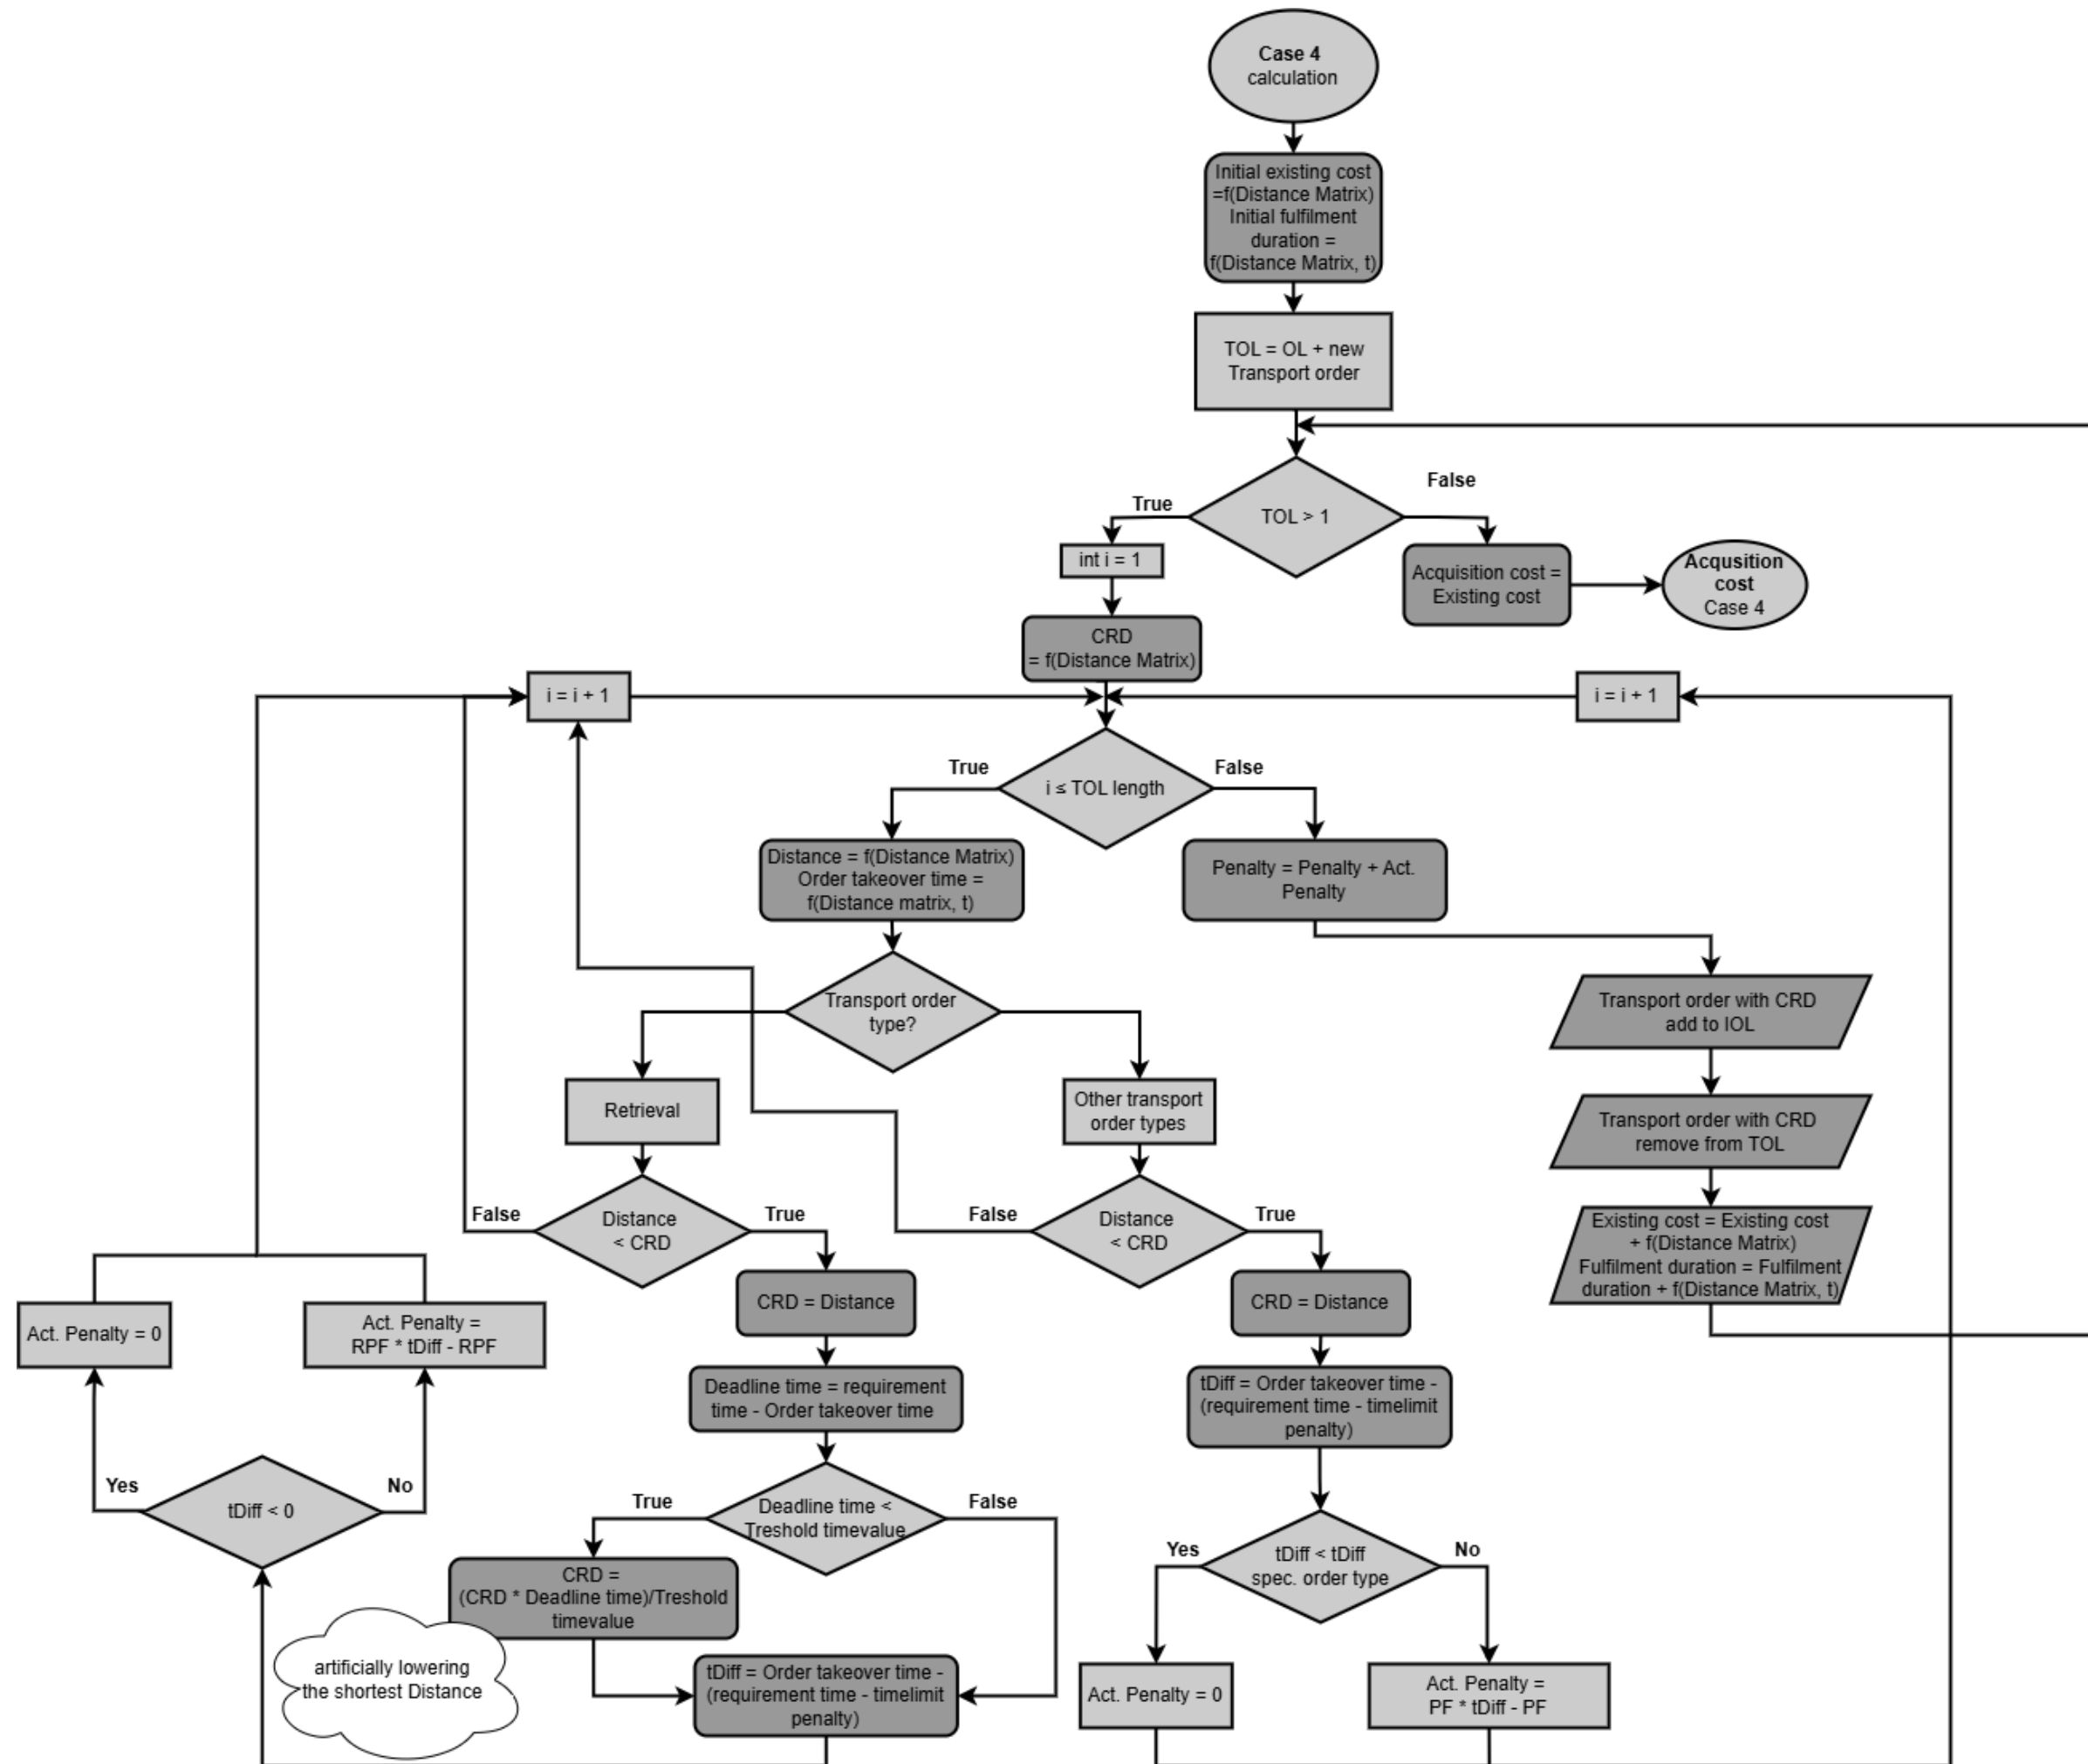 Case 4
calculation
Initial existing cost
=f(Distance Matrix)
Initial fulfilment
duration =
f(Distance Matrix, t)
TOL = OL + new
Transport order
TOL > 1
True
False
int i = 1
Acquisition cost =
Existing cost
Acqusition
cost
Case 4
CRD
= f(Distance Matrix)
i = i + 1
i = i + 1
i ≤ TOL length
True
False
Distance = f(Distance Matrix)
Order takeover time =
f(Distance matrix, t)
Penalty = Penalty + Act.
Penalty
Transport order
type?
Transport order with CRD
add to IOL
Retrieval
Other transport
order types
Transport order with CRD
remove from TOL
False
Distance
< CRD
True
False
Distance
< CRD
True
Existing cost = Existing cost
+ f(Distance Matrix)
Fulfilment duration = Fulfilment
duration + f(Distance Matrix, t)
CRD = Distance
CRD = Distance
Act. Penalty = 0
Act. Penalty =
RPF * tDiff - RPF
Deadline time = requirement
time - Order takeover time
tDiff = Order takeover time -
(requirement time - timelimit
penalty)
Yes
tDiff < 0
No
True
Deadline time <
Treshold timevalue
False
Yes
tDiff < tDiff
spec. order type
No
CRD =
(CRD * Deadline time)/Treshold
timevalue
artificially lowering
the shortest Distance
tDiff = Order takeover time -
(requirement time - timelimit
penalty)
Act. Penalty = 0
Act. Penalty =
PF * tDiff - PF